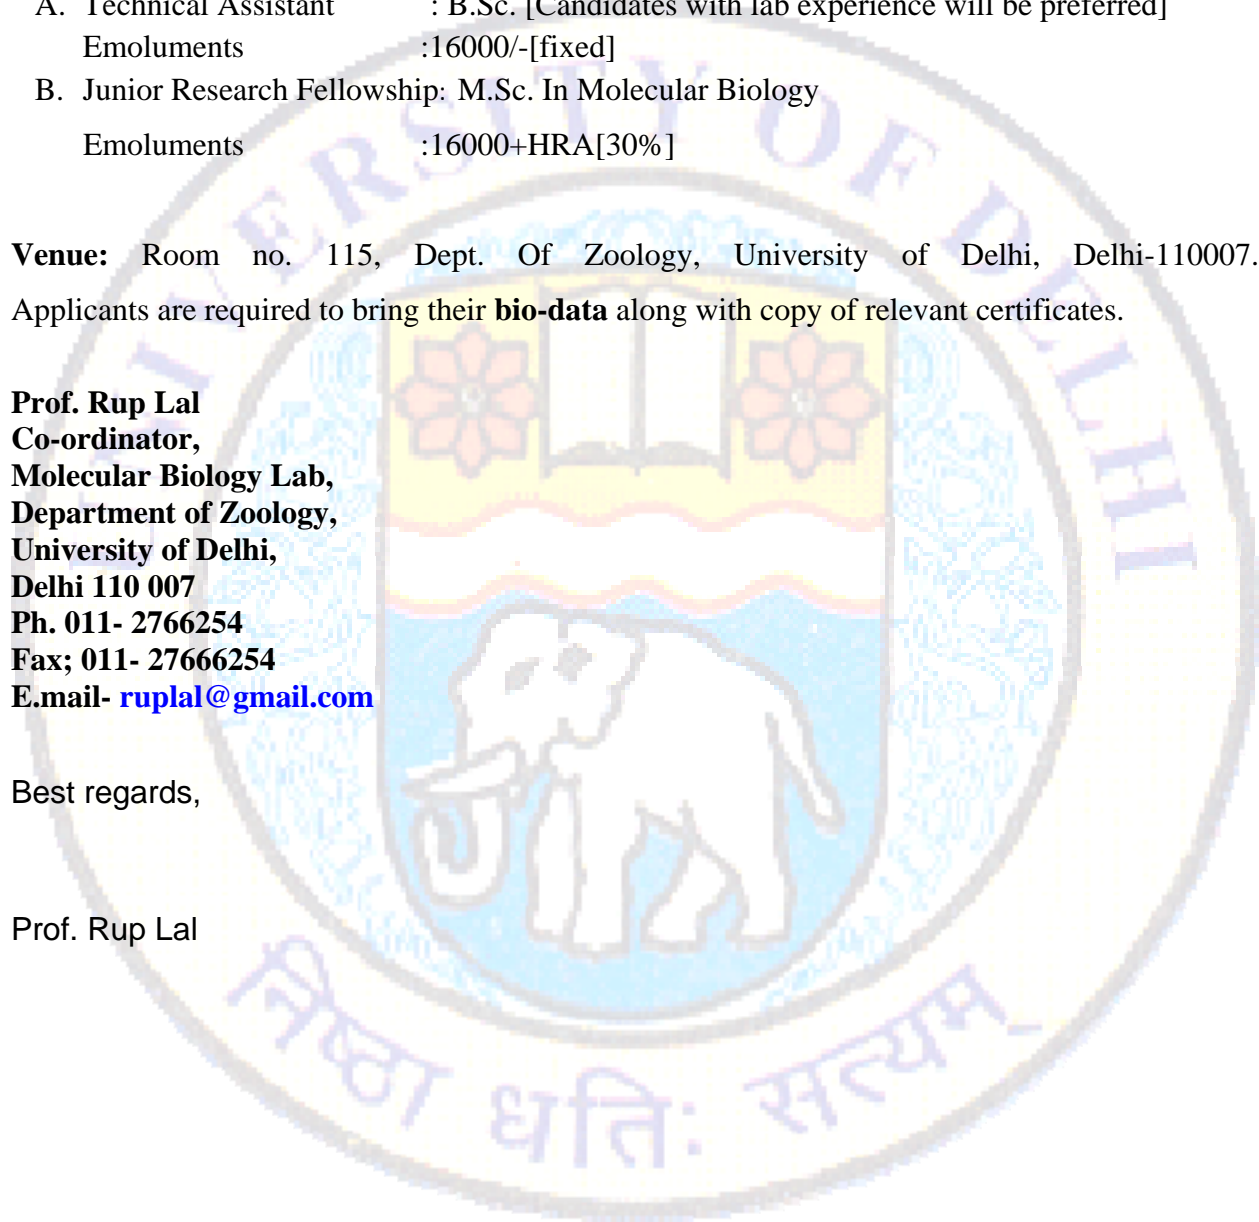 A. Technical Assistant : B.Sc. [Candidates with lab experience will be preferred]
Emoluments :16000/-[fixed]
B. Junior Research Fellowship: M.Sc. In Molecular Biology
Emoluments :16000+HRA[30%]
Venue: Room no. 115, Dept. Of Zoology, University of Delhi, Delhi-110007.
Applicants are required to bring their bio-data along with copy of relevant certificates.
Prof. Rup Lal
Co-ordinator,
Molecular Biology Lab,
Department of Zoology,
University of Delhi,
Delhi 110 007
Ph. 011- 2766254
Fax; 011- 27666254
E.mail- ruplal@gmail.com
Best regards,
Prof. Rup Lal
UNIVERSITY OF DELHI
निष्ठा धतिः सत्यम्